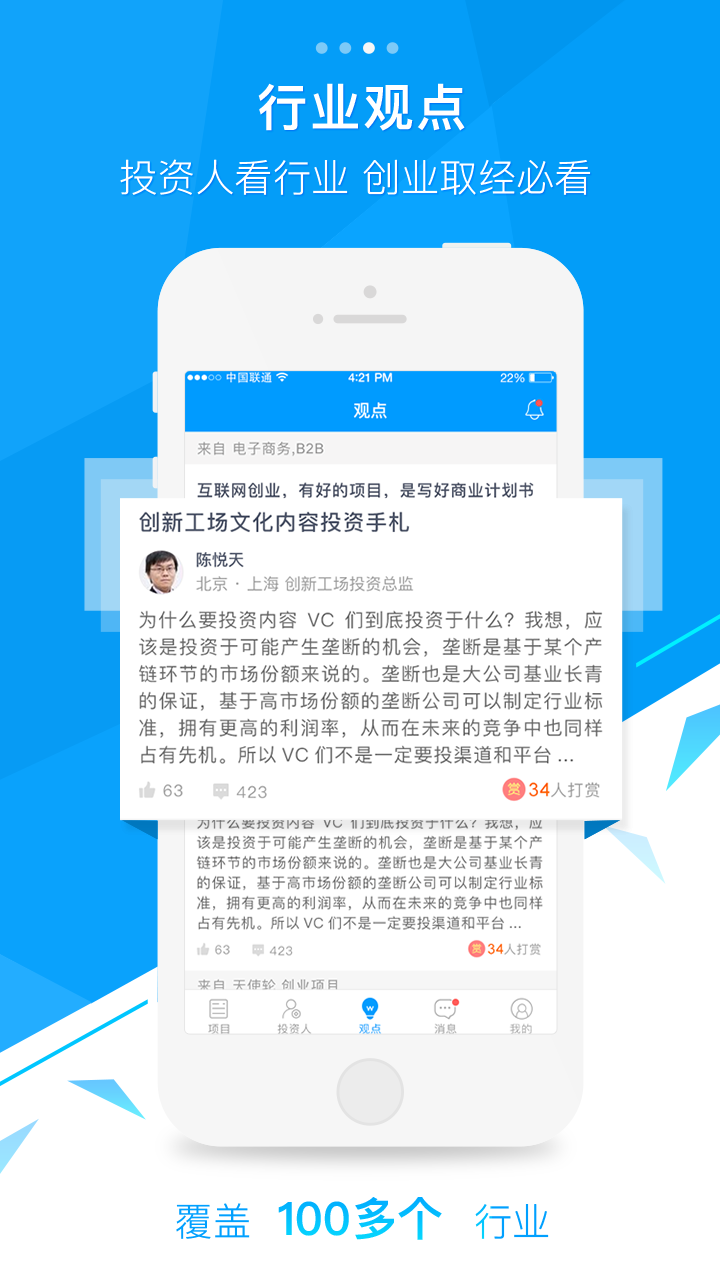 行业观点
投资人看行业 创业取经必看
中国联通 4:21 PM 22%
观点
来自 电子商务,B2B
互联网创业，有好的项目，是写好商业计划书
创新工场文化内容投资手札
陈悦天
北京 · 上海 创新工场投资总监
为什么要投资内容 VC 们到底投资于什么？我想，应
该是投资于可能产生垄断的机会，垄断是基于某个产
链环节的市场份额来说的。垄断也是大公司基业长青
的保证，基于高市场份额的垄断公司可以制定行业标
准，拥有更高的利润率，从而在未来的竞争中也同样
占有先机。所以 VC 们不是一定要投渠道和平台 ...
63 423 赏 34人打赏
为什么要投资内容 VC 们到底投资于什么？我想，应
该是投资于可能产生垄断的机会，垄断是基于某个产
链环节的市场份额来说的。垄断也是大公司基业长青
的保证，基于高市场份额的垄断公司可以制定行业标
准，拥有更高的利润率，从而在未来的竞争中也同样
占有先机。所以 VC 们不是一定要投渠道和平台 ...
63 423 赏 34人打赏
来自 天使轮 创业项目
项目 投资人 观点 消息 我的
覆盖 100多个 行业